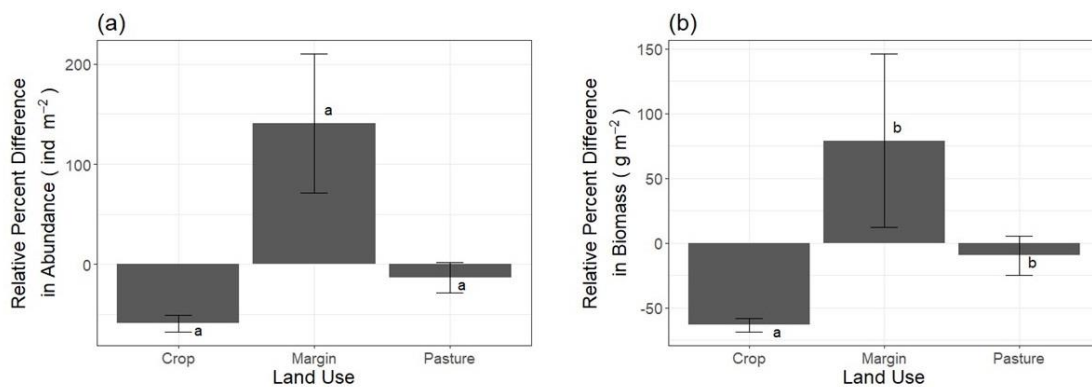 (a)
Relative Percent Difference
in Abundance ( ind m⁻²)
200
100
0
a
a
a
Crop
Margin
Pasture
Land Use
(b)
Relative Percent Difference
in Biomass ( g m⁻²)
150
100
50
0
-50
a
b
b
Crop
Margin
Pasture
Land Use